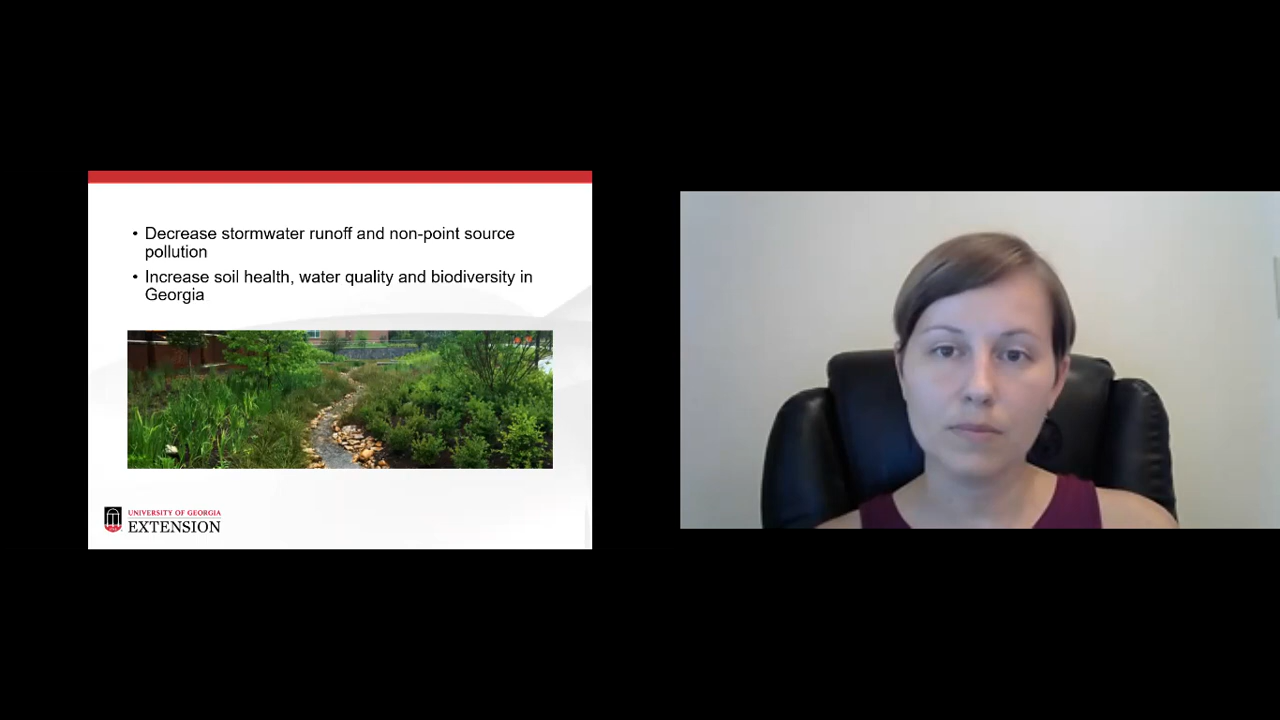 • Decrease stormwater runoff and non-point source
pollution
• Increase soil health, water quality and biodiversity in
Georgia
UNIVERSITY OF GEORGIA
EXTENSION